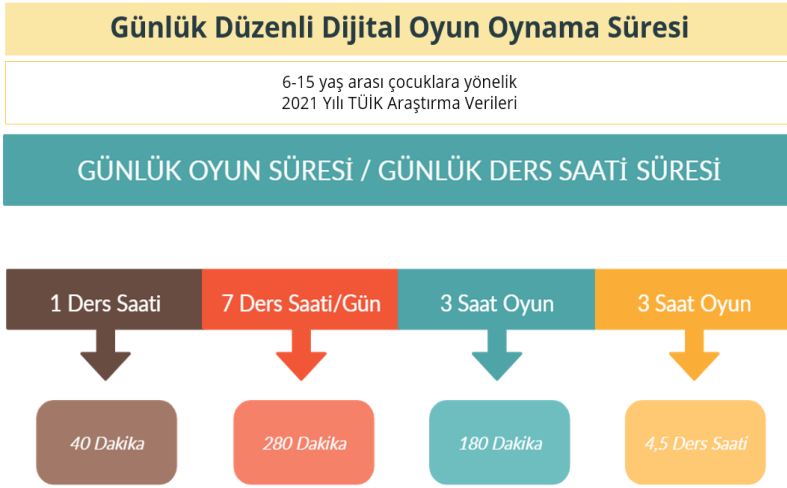 Günlük Düzenli Dijital Oyun Oynama Süresi
6-15 yaş arası çocuklara yönelik
2021 Yılı TÜİK Araştırma Verileri
GÜNLÜK OYUN SÜRESİ / GÜNLÜK DERS SAATİ SÜRESİ
1 Ders Saati
7 Ders Saati/Gün
3 Saat Oyun
3 Saat Oyun
40 Dakika
280 Dakika
180 Dakika
4,5 Ders Saati